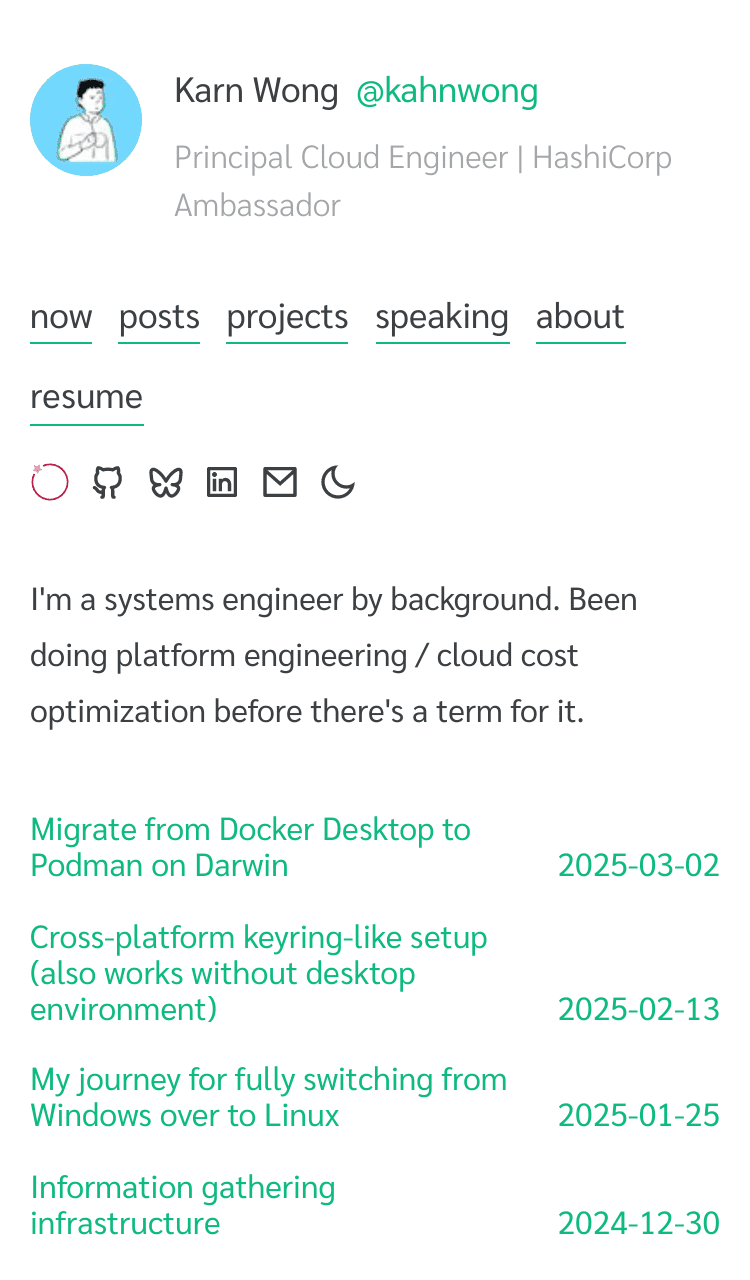 Karn Wong @kahnwong
Principal Cloud Engineer | HashiCorp
Ambassador
now posts projects speaking about
resume
in
I'm a systems engineer by background. Been
doing platform engineering / cloud cost
optimization before there's a term for it.
Migrate from Docker Desktop to
Podman on Darwin 2025-03-02
Cross-platform keyring-like setup
(also works without desktop
environment) 2025-02-13
My journey for fully switching from
Windows over to Linux 2025-01-25
Information gathering
infrastructure 2024-12-30